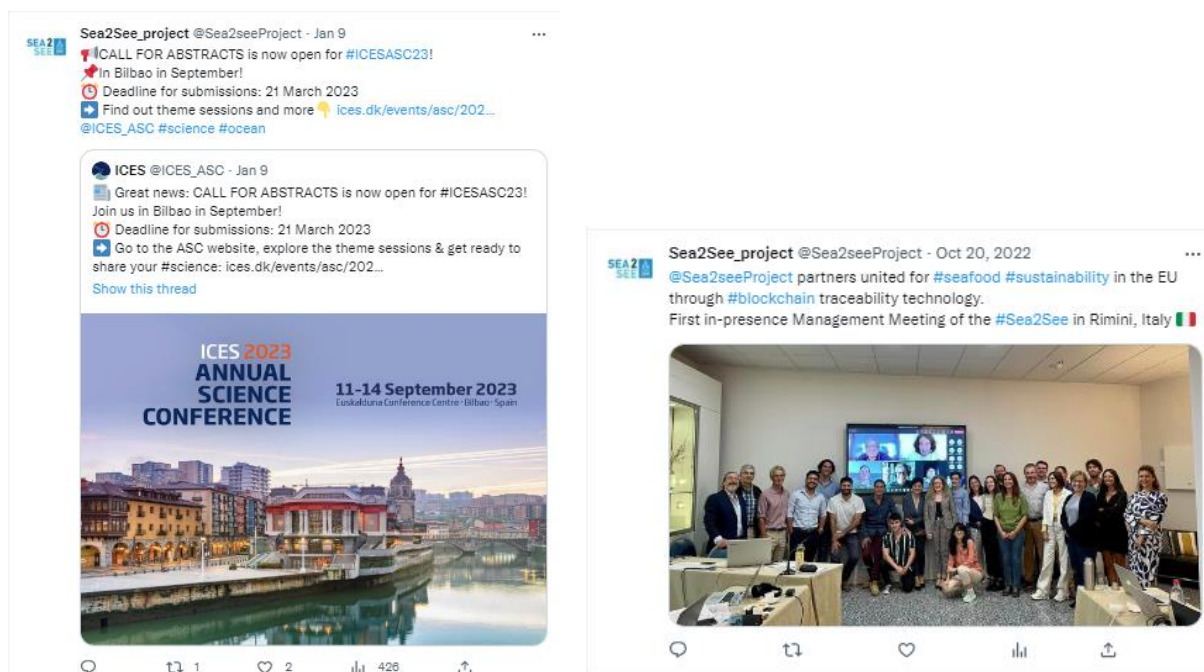 SEA2
SEE
Sea2See_project @Sea2seeProject · Jan 9
CALL FOR ABSTRACTS is now open for #ICESASC23!
In Bilbao in September!
Deadline for submissions: 21 March 2023
Find out theme sessions and more ices.dk/events/asc/202...
@ICES_ASC #science #ocean
ICES @ICES_ASC · Jan 9
Great news: CALL FOR ABSTRACTS is now open for #ICESASC23!
Join us in Bilbao in September!
Deadline for submissions: 21 March 2023
Go to the ASC website, explore the theme sessions & get ready to
share your #science: ices.dk/events/asc/202...
Show this thread
ICES 2023
ANNUAL
SCIENCE
CONFERENCE
11–14 September 2023
Euskalduna Conference Centre · Bilbao · Spain
1 2 426
SEA2
SEE
Sea2See_project @Sea2seeProject · Oct 20, 2022
@Sea2seeProject partners united for #seafood #sustainability in the EU
through #blockchain traceability technology.
First in-presence Management Meeting of the #Sea2See in Rimini, Italy